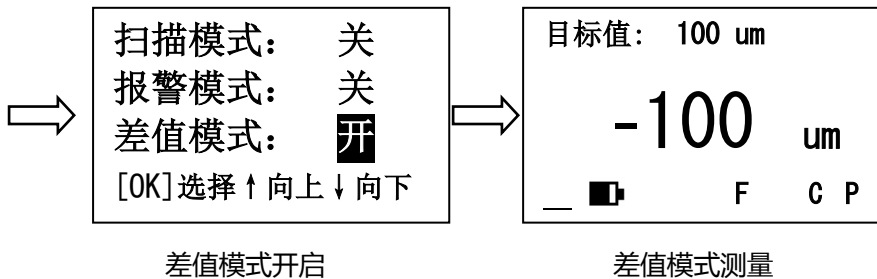 扫描模式: 关
报警模式: 关
差值模式: 开
[OK]选择↑向上↓向下
目标值: 100 um
-100 um
F C P
差值模式开启
差值模式测量